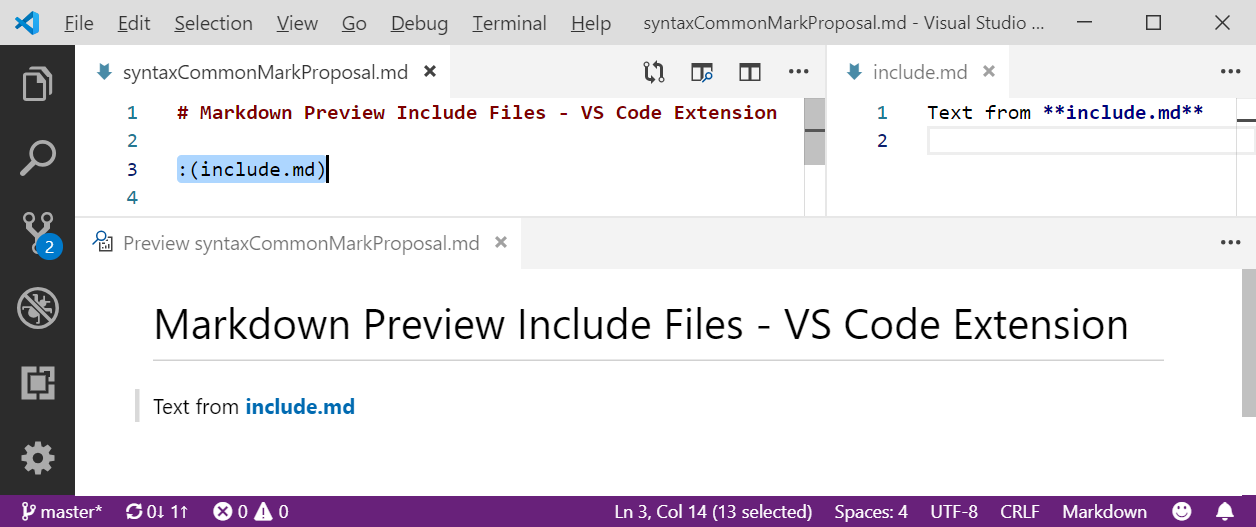 File Edit Selection View Go Debug Terminal Help syntaxCommonMarkProposal.md - Visual Studio ...
syntaxCommonMarkProposal.md
include.md
1 # Markdown Preview Include Files - VS Code Extension
2
3 :(include.md)
4
1 Text from **include.md**
2
2
Preview syntaxCommonMarkProposal.md
Markdown Preview Include Files - VS Code Extension
Text from include.md
master* 0↓ 1↑ 0 0 Ln 3, Col 14 (13 selected) Spaces: 4 UTF-8 CRLF Markdown